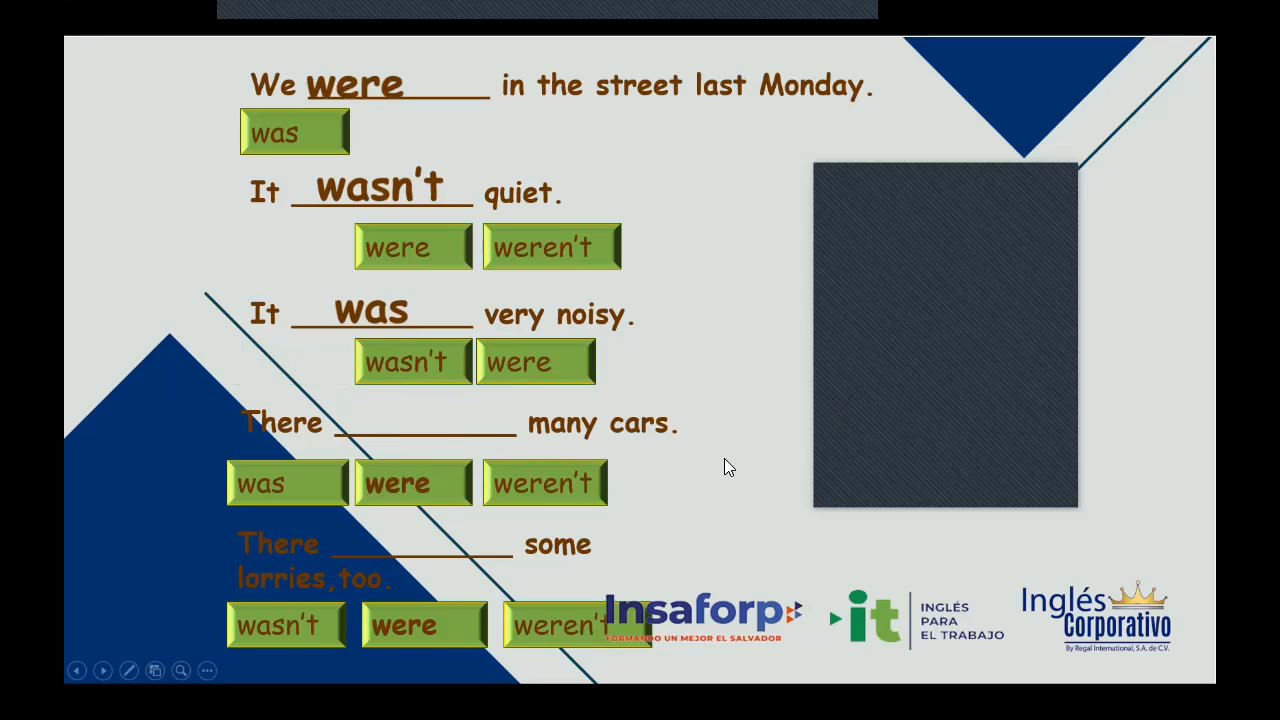 We were in the street last Monday.
was
It wasn't quiet.
were weren't
It was very noisy.
wasn't were
There __________ many cars.
was were weren't
There __________ some
lorries,too.
wasn't were weren't
Insaforp
FORMANDO UN MEJOR EL SALVADOR
it
INGLÉS
PARA
EL TRABAJO
Inglés
Corporativo
By Regal International, S.A. de C.V.